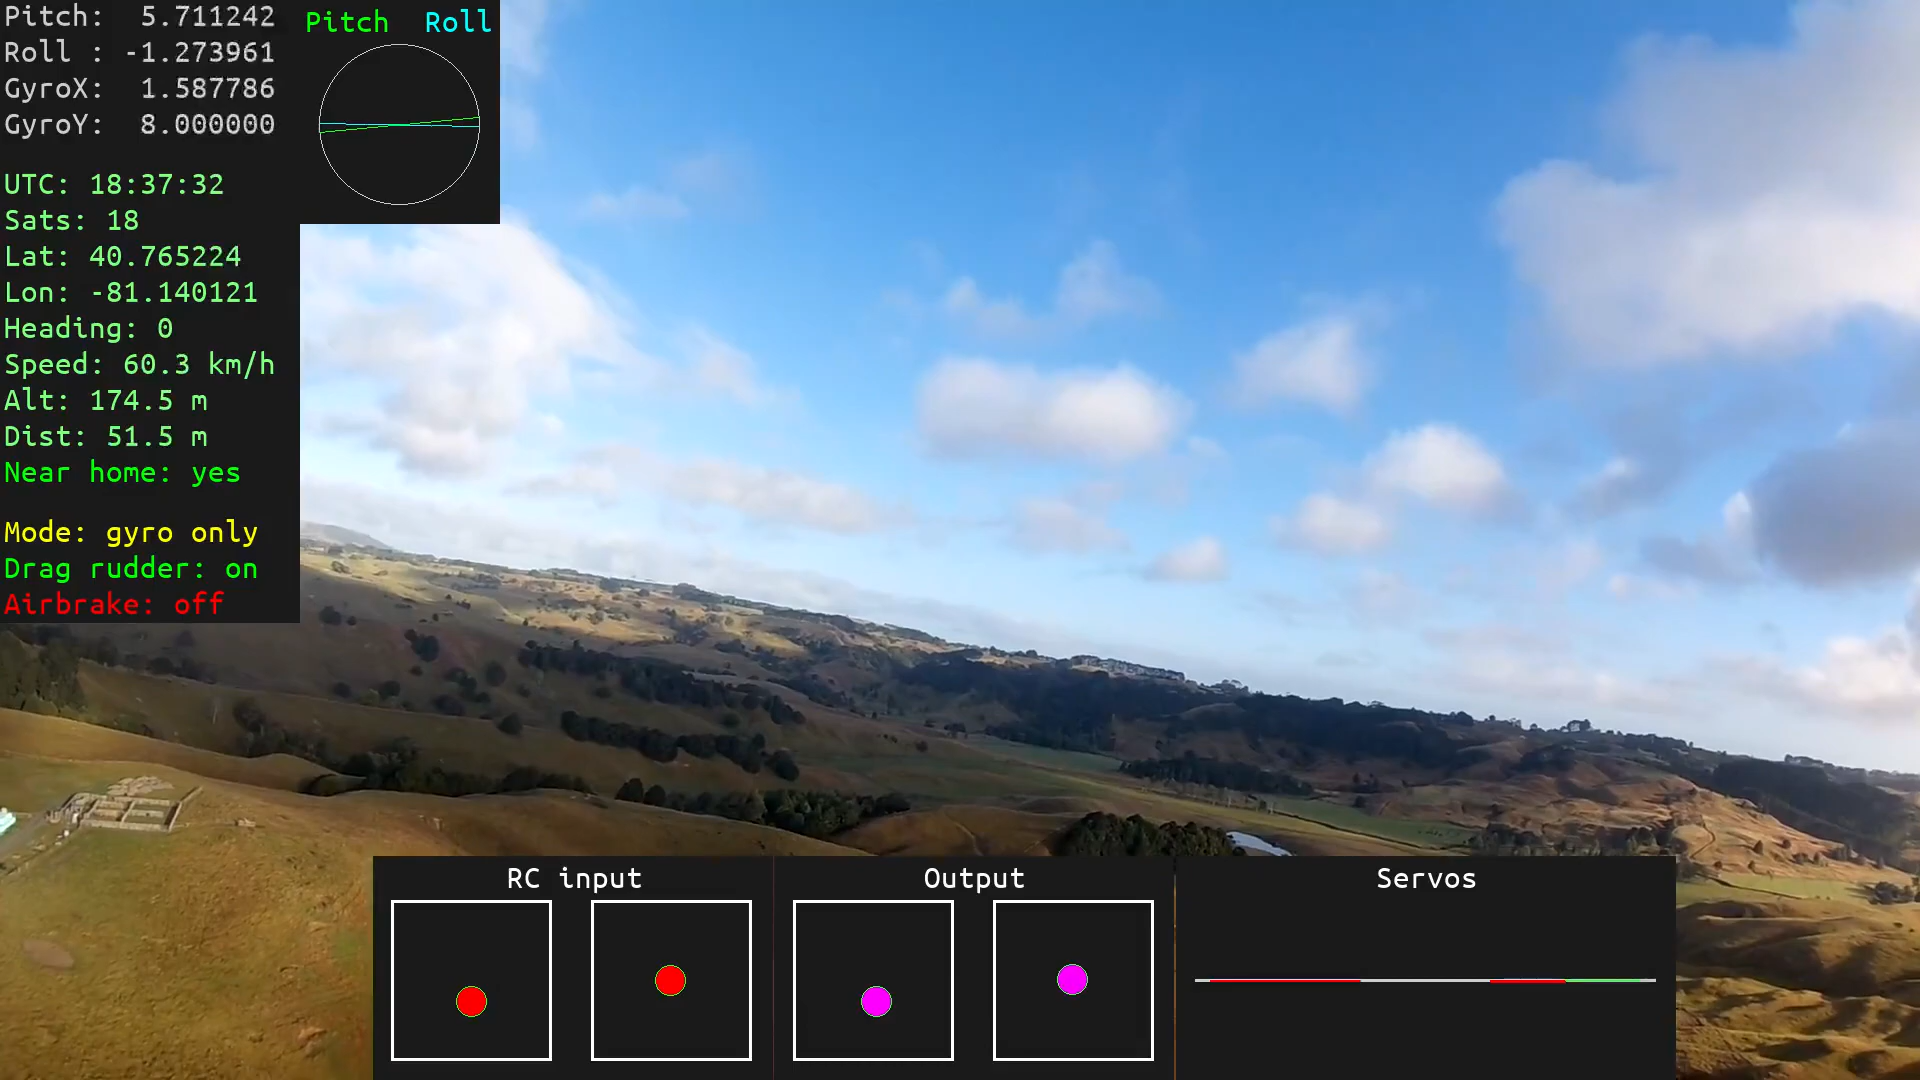 Pitch: 5.711242
Roll : -1.273961
GyroX: 1.587786
GyroY: 8.000000
Pitch Roll
UTC: 18:37:32
Sats: 18
Lat: 40.765224
Lon: -81.140121
Heading: 0
Speed: 60.3 km/h
Alt: 174.5 m
Dist: 51.5 m
Near home: yes
Mode: gyro only
Drag rudder: on
Airbrake: off
RC input
Output
Servos